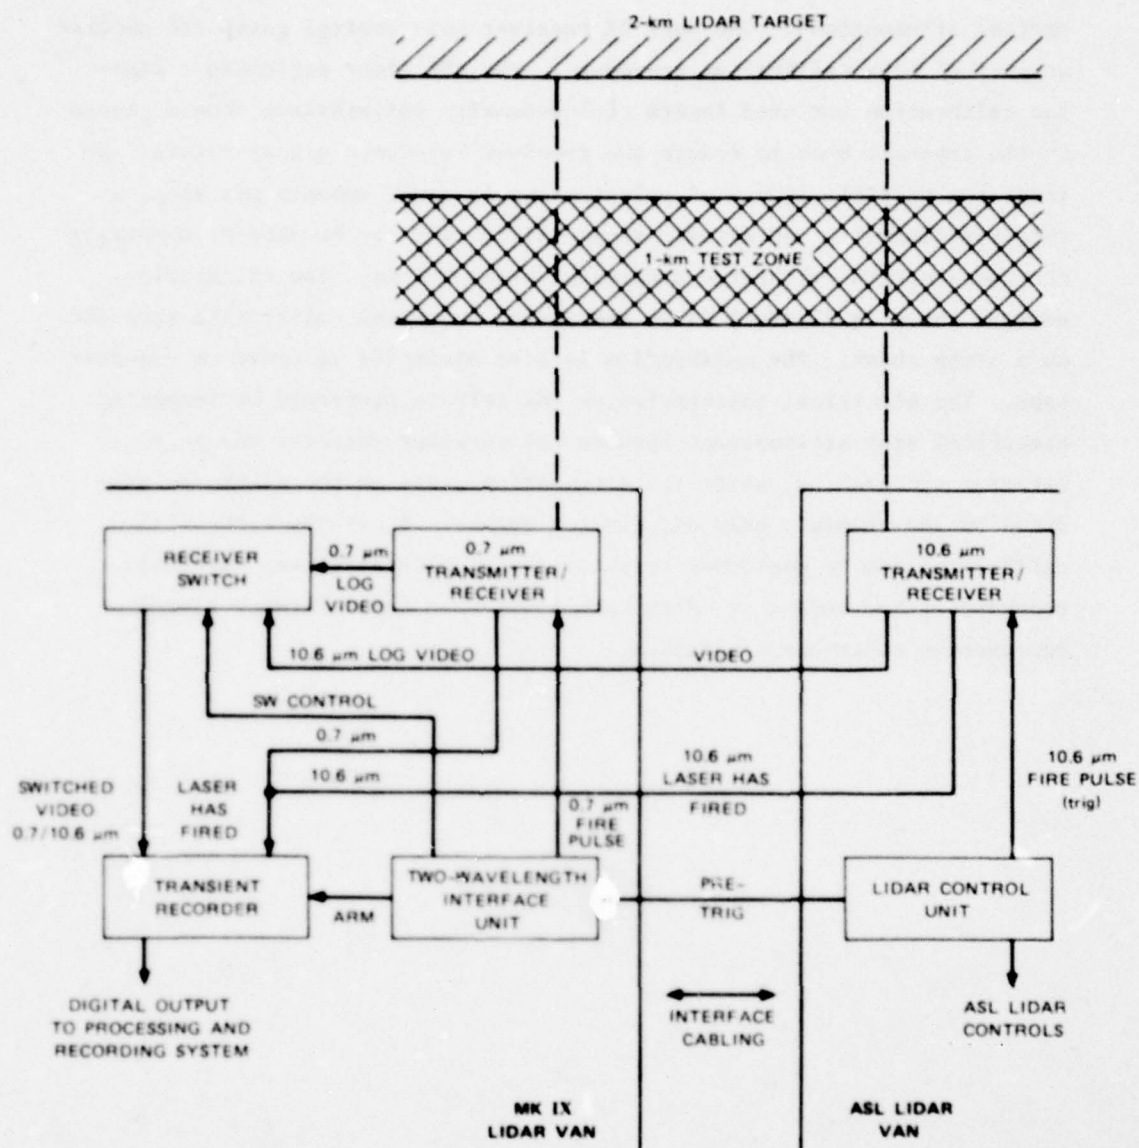 2-km LIDAR TARGET
1-km TEST ZONE
RECEIVER
SWITCH
0.7 µm
LOG
VIDEO
0.7 µm
TRANSMITTER/
RECEIVER
10.6 µm
TRANSMITTER/
RECEIVER
10.6 µm LOG VIDEO
VIDEO
SW CONTROL
0.7 µm
10.6 µm
SWITCHED
VIDEO
0.7/10.6 µm
LASER
HAS
FIRED
0.7 µm
FIRE
PULSE
10.6 µm
LASER HAS
FIRED
10.6 µm
FIRE PULSE
(trig)
TRANSIENT
RECORDER
ARM
TWO-WAVELENGTH
INTERFACE
UNIT
PRE-
TRIG
LIDAR CONTROL
UNIT
DIGITAL OUTPUT
TO PROCESSING AND
RECORDING SYSTEM
INTERFACE
CABLING
ASL LIDAR
CONTROLS
MK IX
LIDAR VAN
ASL LIDAR
VAN